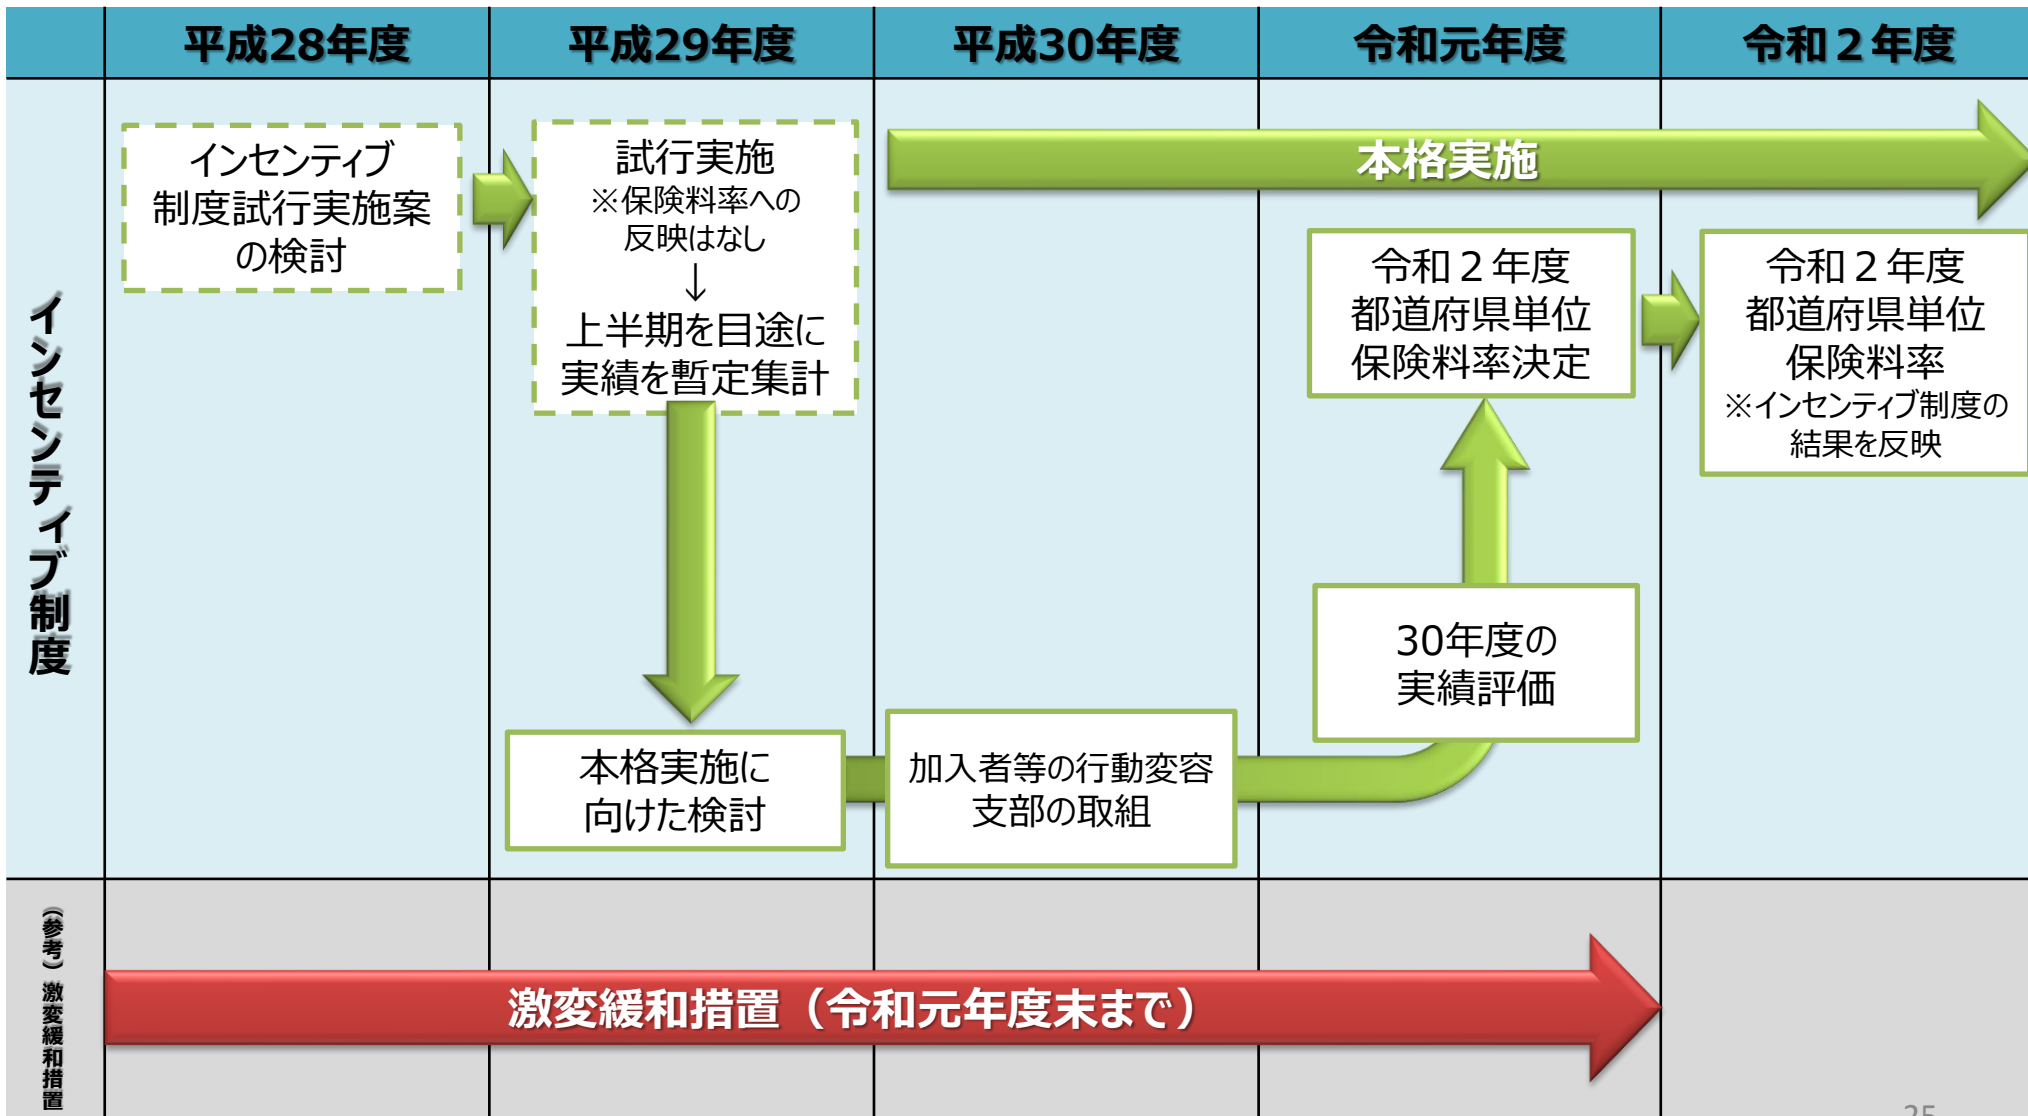 平成28年度
平成29年度
平成30年度
令和元年度
令和２年度
インセンティブ制度
インセンティブ
制度試行実施案
の検討
試行実施
※保険料率への
反映はなし
↓
上半期を目途に
実績を暫定集計
本格実施に
向けた検討
本格実施
加入者等の行動変容
支部の取組
30年度の
実績評価
令和２年度
都道府県単位
保険料率決定
令和２年度
都道府県単位
保険料率
※インセンティブ制度の
結果を反映
（参考）激変緩和措置
激変緩和措置（令和元年度末まで）
25